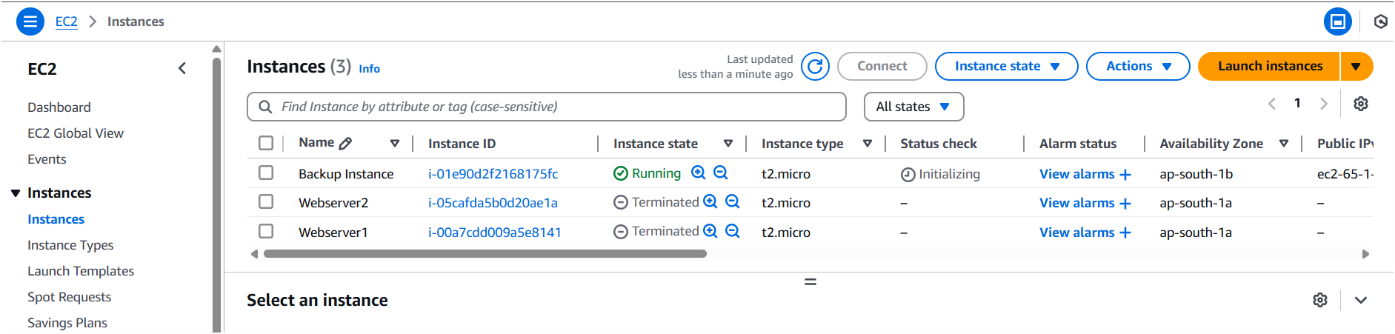 EC2 > Instances
EC2
Dashboard
EC2 Global View
Events
Instances
Instances
Instance Types
Launch Templates
Spot Requests
Savings Plans
Instances (3) Info
Last updated
less than a minute ago
Connect
Instance state
Actions
Launch instances
Find Instance by attribute or tag (case-sensitive)
All states
1
Name Instance ID Instance state Instance type Status check Alarm status Availability Zone Public IPv
Backup Instance i-01e90d2f2168175fc Running t2.micro Initializing View alarms + ap-south-1b ec2-65-1-
Webserver2 i-05cafda5b0d20ae1a Terminated t2.micro – View alarms + ap-south-1a –
Webserver1 i-00a7cdd009a5e8141 Terminated t2.micro – View alarms + ap-south-1a –
Select an instance